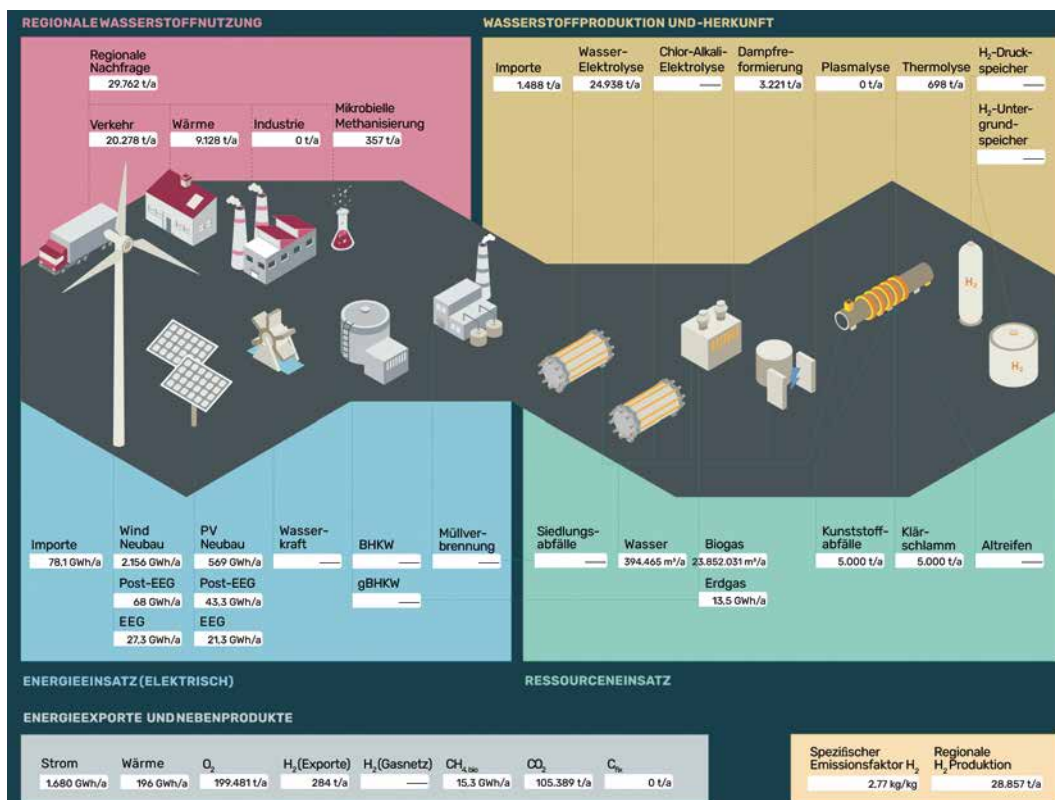 REGIONALE WASSERSTOFFNUTZUNG
Regionale
Nachfrage
29.762 t/a
Verkehr
20.278 t/a
Wärme
9.128 t/a
Industrie
0 t/a
Mikrobielle
Methanisierung
357 t/a
WASSERSTOFFPRODUKTION UND -HERKUNFT
Importe
1.488 t/a
Wasser-
Elektrolyse
24.938 t/a
Chlor-Alkali-
Elektrolyse
—
Dampfre-
formierung
3.221 t/a
Plasmalyse
0 t/a
Thermolyse
698 t/a
H₂-Druck-
speicher
—
H₂-Unter-
grund-
speicher
—
H₂
H₂
Importe
78,1 GWh/a
Wind
Neubau
2.156 GWh/a
Post-EEG
68 GWh/a
EEG
27,3 GWh/a
PV
Neubau
569 GWh/a
Post-EEG
43,3 GWh/a
EEG
21,3 GWh/a
Wasser-
kraft
—
BHKW
—
gBHKW
—
Müllver-
brennung
—
ENERGIEEINSATZ (ELEKTRISCH)
Siedlungs-
abfälle
—
Wasser
394.465 m³/a
Biogas
23.852.031 m³/a
Erdgas
13,5 GWh/a
Kunststoff-
abfälle
5.000 t/a
Klär-
schlamm
5.000 t/a
Altreifen
—
RESSOURCENEINSATZ
ENERGIEEXPORTE UND NEBENPRODUKTE
Strom
1.680 GWh/a
Wärme
196 GWh/a
O₂
199.481 t/a
H₂ (Exporte)
284 t/a
H₂ (Gasnetz)
—
CH₄,bio
15,3 GWh/a
CO₂
105.389 t/a
Cfix
0 t/a
Spezifischer
Emissionsfaktor H₂
2.77 kg/kg
Regionale
H₂ Produktion
28.857 t/a